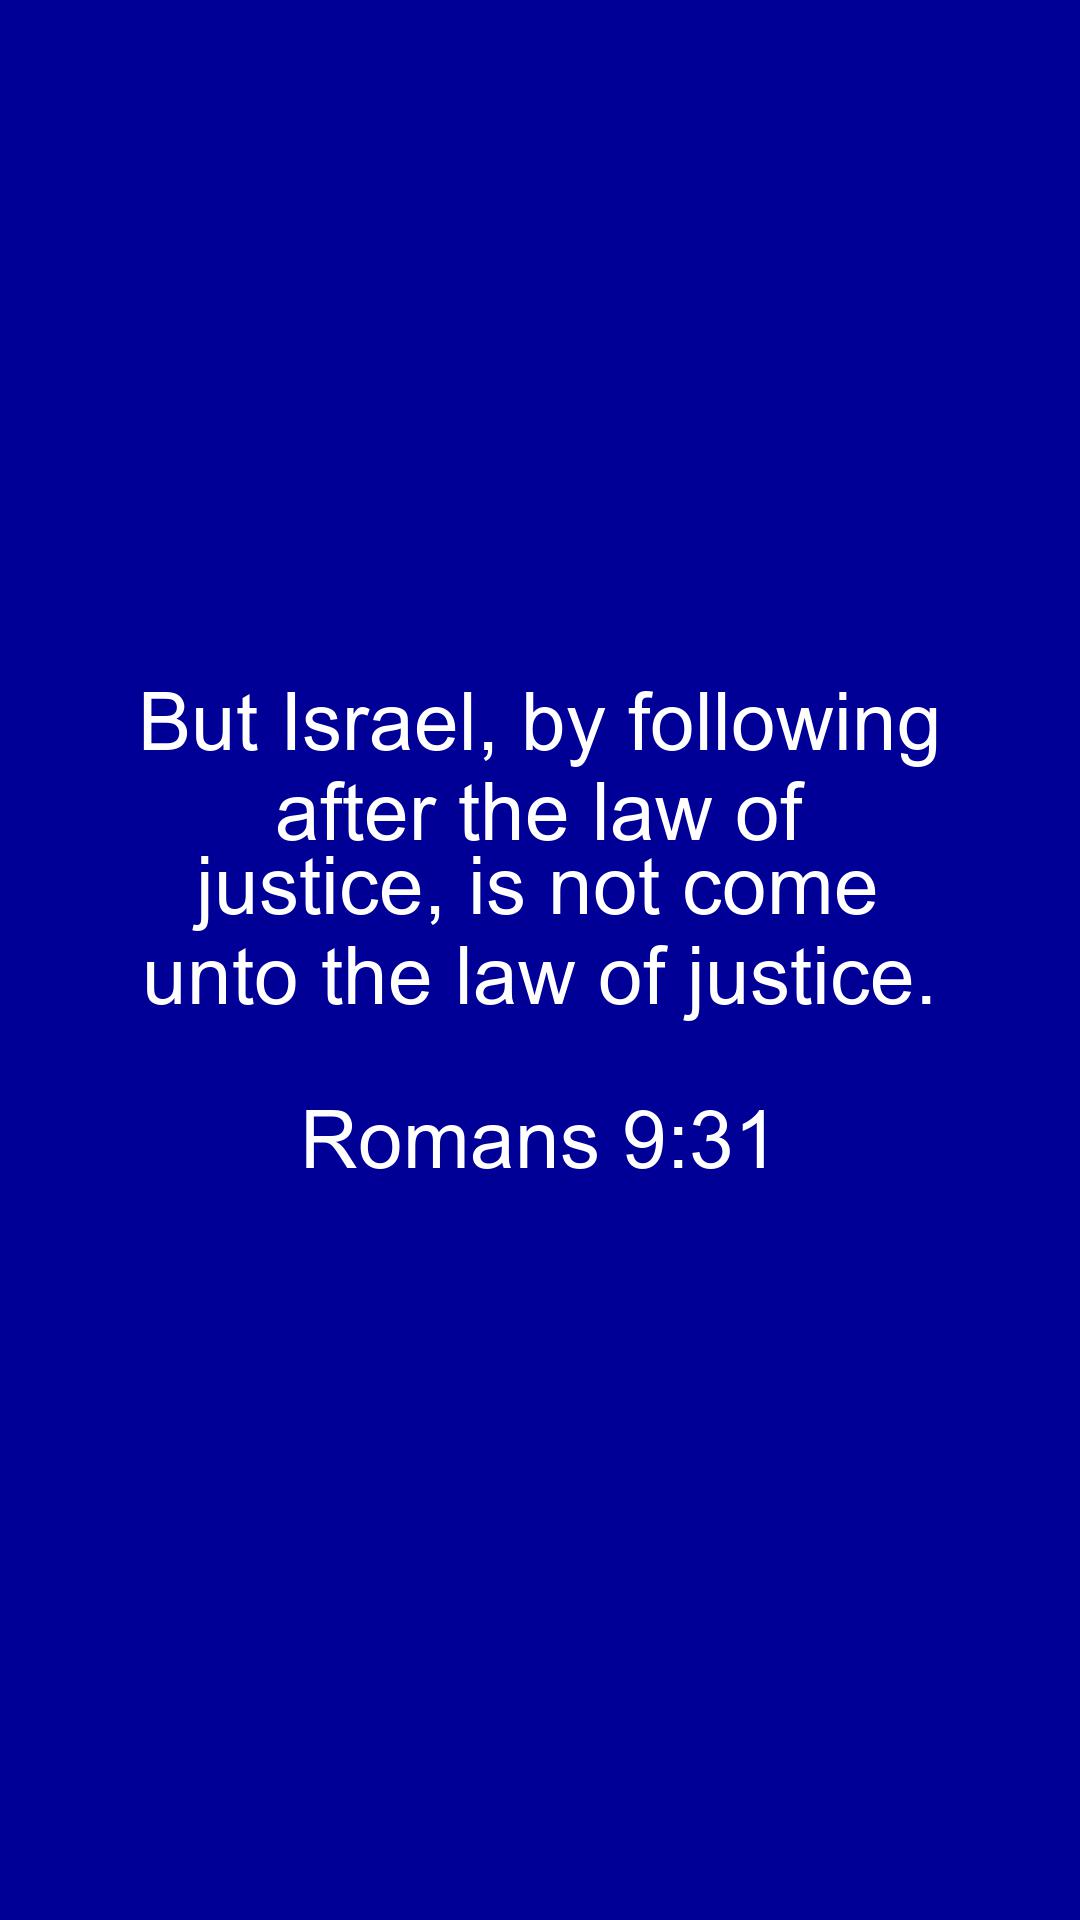 But Israel, by following
after the law of
justice, is not come
unto the law of justice.
Romans 9:31